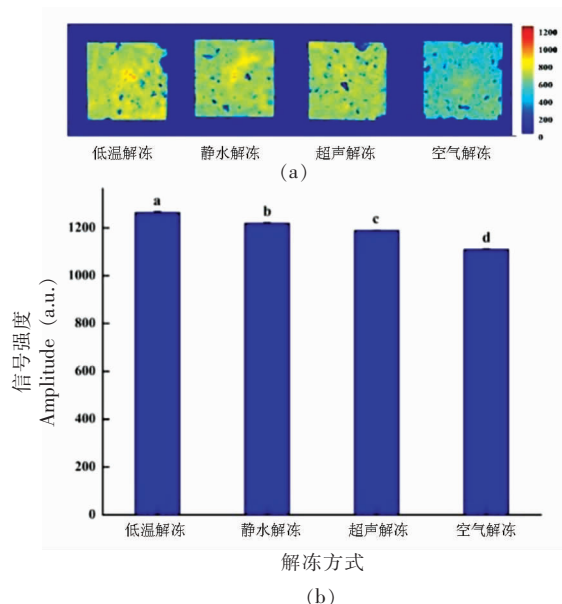 1200
1000
800
600
400
200
0
低温解冻 静水解冻 超声解冻 空气解冻
(a)
a b c d
1200
1000
800
600
400
200
0
信号强度
Amplitude (a.u.)
低温解冻 静水解冻 超声解冻 空气解冻
解冻方式
(b)